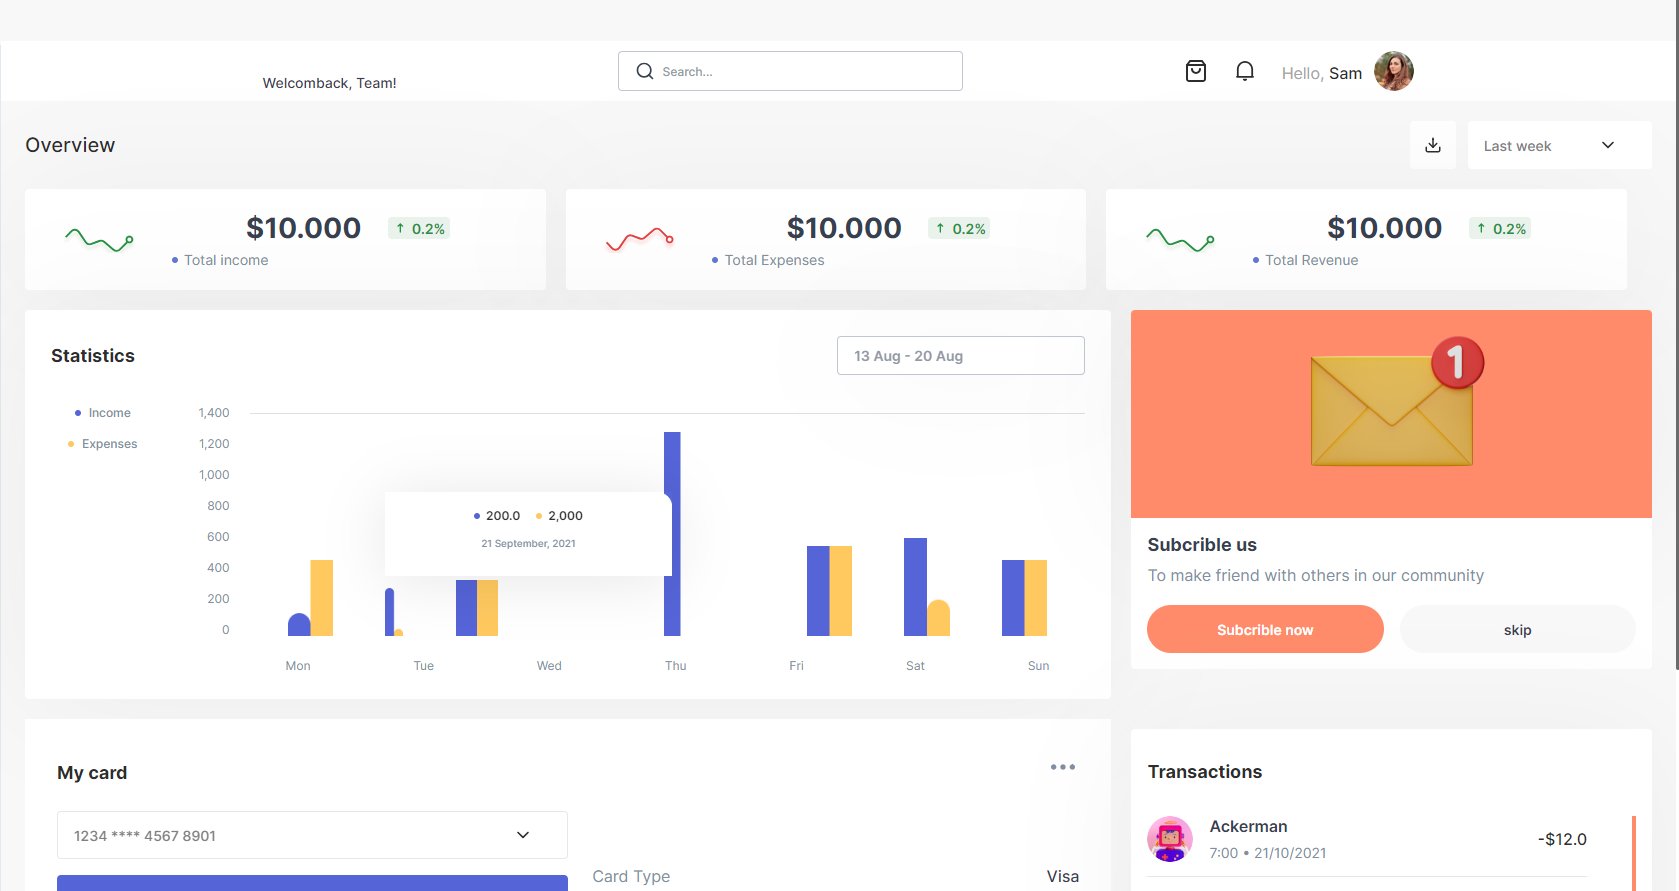 Welcomback, Team!
Search...
Hello, Sam
Overview
Last week
$10.000
↑ 0.2%
Total income
$10.000
↑ 0.2%
Total Expenses
$10.000
↑ 0.2%
Total Revenue
Statistics
13 Aug - 20 Aug
Income
Expenses
1,400
1,200
1,000
800
600
400
200
0
200.0
2,000
21 September, 2021
Mon
Tue
Wed
Thu
Fri
Sat
Sun
1
Subcrible us
To make friend with others in our community
Subcrible now
skip
My card
1234 **** 4567 8901
Card Type
Visa
Transactions
Ackerman
7:00 • 21/10/2021
-$12.0